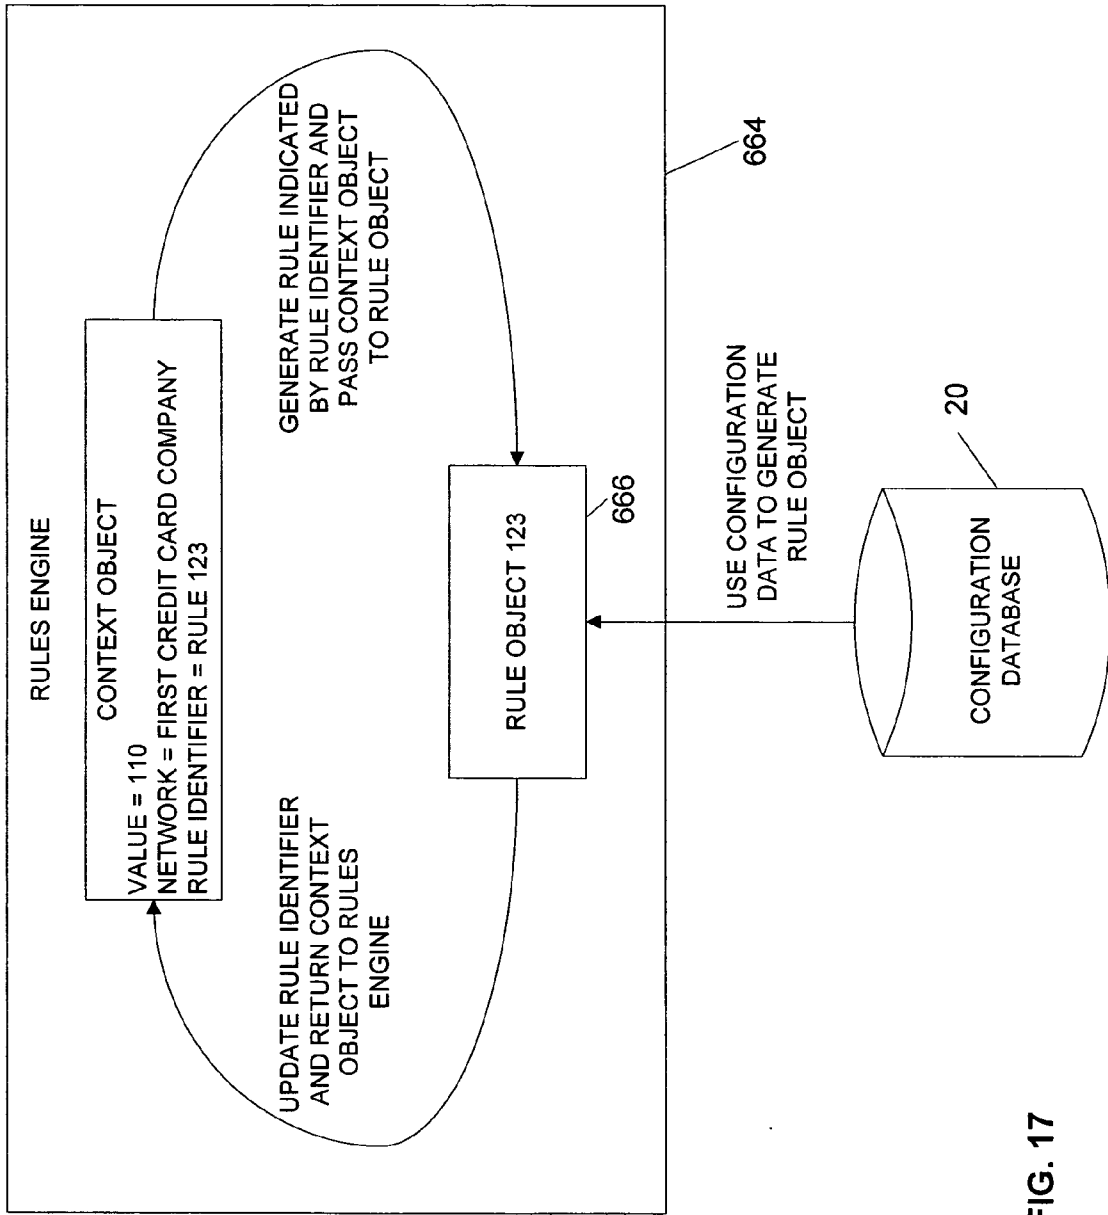 RULES ENGINE
CONTEXT OBJECT
VALUE = 110
NETWORK = FIRST CREDIT CARD COMPANY
RULE IDENTIFIER = RULE 123
UPDATE RULE IDENTIFIER
AND RETURN CONTEXT
OBJECT TO RULES
ENGINE
GENERATE RULE INDICATED
BY RULE IDENTIFIER AND
PASS CONTEXT OBJECT
TO RULE OBJECT
RULE OBJECT 123
666
664
USE CONFIGURATION
DATA TO GENERATE
RULE OBJECT
20
CONFIGURATION
DATABASE
FIG. 17